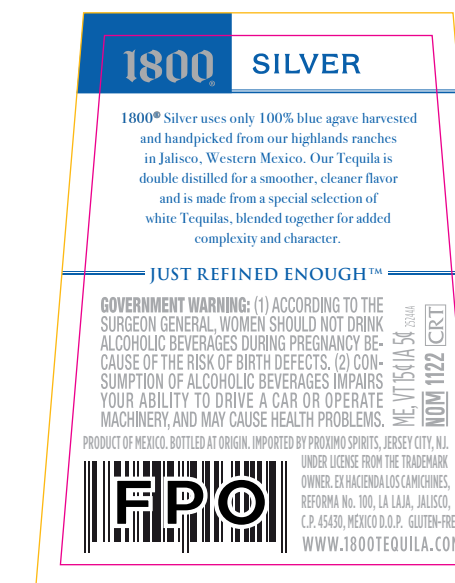 1800® SILVER
1800® Silver uses only 100% blue agave harvested
and handpicked from our highlands ranches
in Jalisco, Western Mexico. Our Tequila is
double distilled for a smoother, cleaner flavor
and is made from a special selection of
white Tequilas, blended together for added
complexity and character.
JUST REFINED ENOUGH™
GOVERNMENT WARNING: (1) ACCORDING TO THE
SURGEON GENERAL, WOMEN SHOULD NOT DRINK
ALCOHOLIC BEVERAGES DURING PREGNANCY BE-
CAUSE OF THE RISK OF BIRTH DEFECTS. (2) CON-
SUMPTION OF ALCOHOLIC BEVERAGES IMPAIRS
YOUR ABILITY TO DRIVE A CAR OR OPERATE
MACHINERY, AND MAY CAUSE HEALTH PROBLEMS.
ME, VT 15¢ IA 5¢ 25244A
NOM 1122 CRT
PRODUCT OF MEXICO. BOTTLED AT ORIGIN. IMPORTED BY PROXIMO SPIRITS, JERSEY CITY, NJ.
FPO
UNDER LICENSE FROM THE TRADEMARK
OWNER. EX HACIENDA LOS CAMICHINES,
REFORMA No. 100, LA LAJA, JALISCO,
C.P. 45430, MÉXICO D.O.P. GLUTEN-FRE
WWW.1800TEQUILA.CO